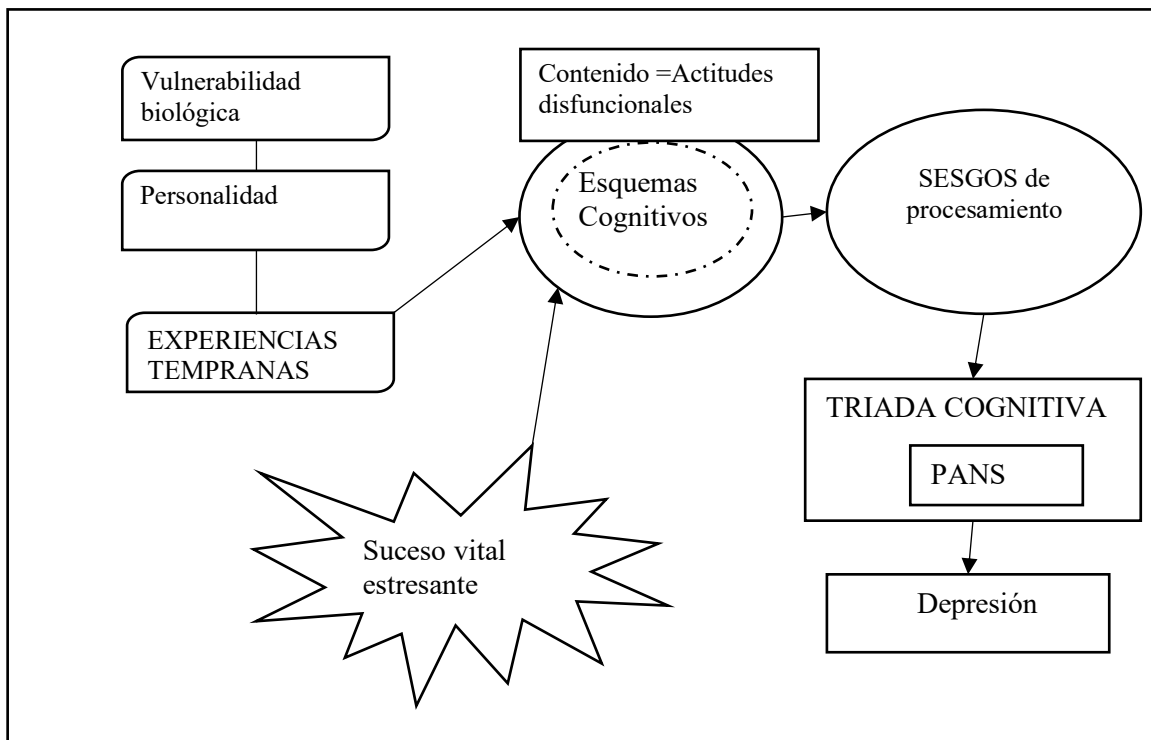 Vulnerabilidad
biológica
Personalidad
EXPERIENCIAS
TEMPRANAS
Contenido =Actitudes
disfuncionales
Esquemas
Cognitivos
Suceso vital
estresante
SESGOS de
procesamiento
TRIADA COGNITIVA
PANS
Depresión